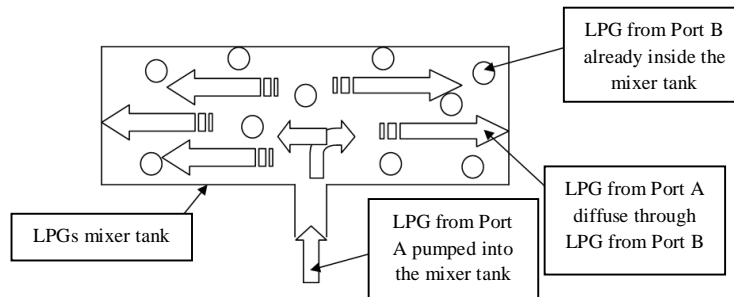 LPG from Port B
already inside the
mixer tank
LPGs mixer tank
LPG from Port
A pumped into
the mixer tank
LPG from Port A
diffuse through
LPG from Port B